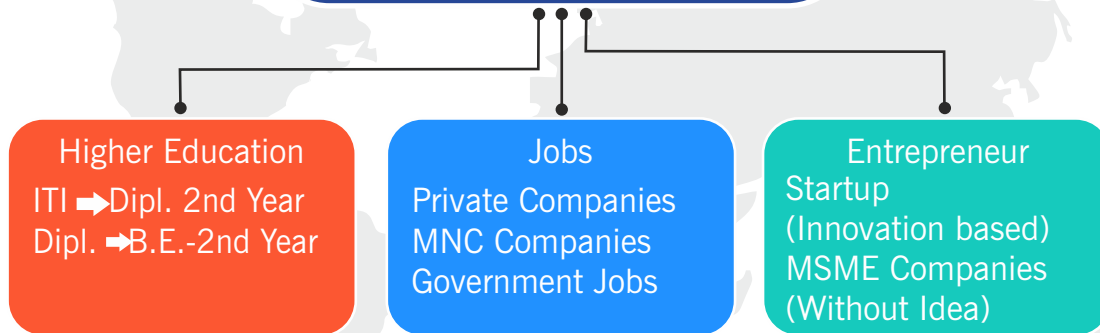 Higher Education
ITI ➡Dipl. 2nd Year
Dipl. ➡B.E.-2nd Year
Jobs
Private Companies
MNC Companies
Government Jobs
Entrepreneur
Startup
(Innovation based)
MSME Companies
(Without Idea)